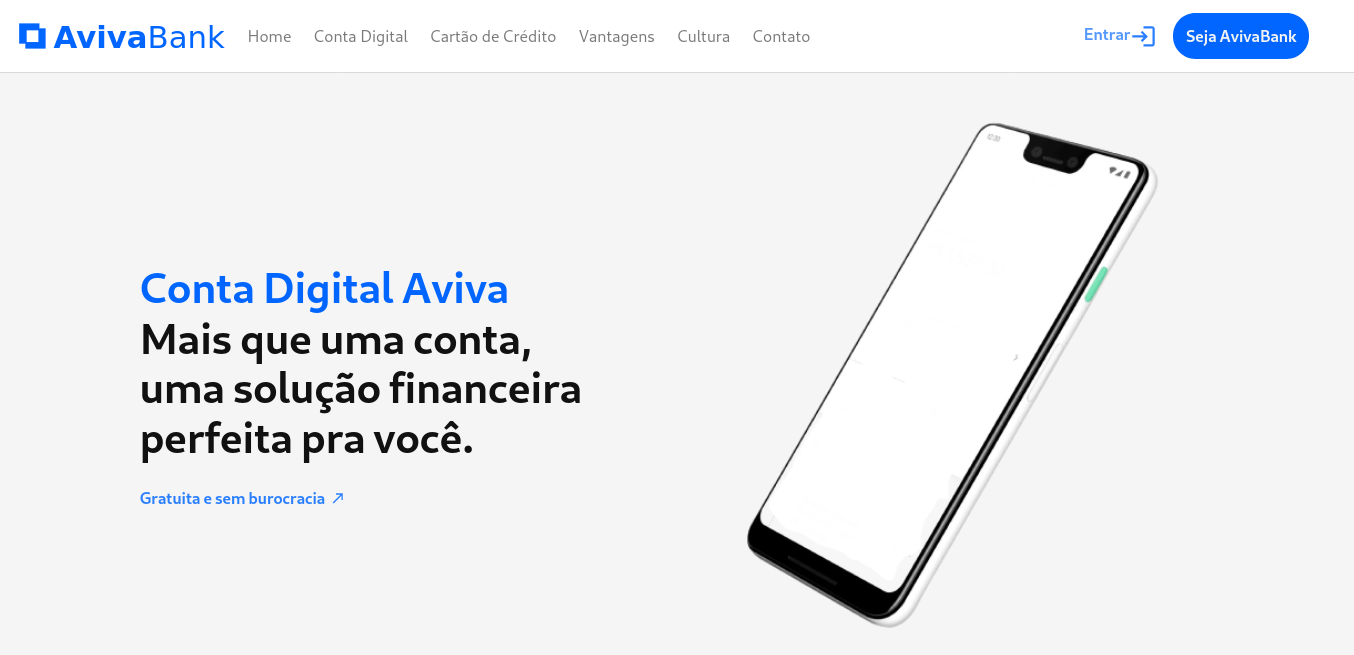 AvivaBank
Home
Conta Digital
Cartão de Crédito
Vantagens
Cultura
Contato
Entrar
Seja AvivaBank
Conta Digital Aviva
Mais que uma conta,
uma solução financeira
perfeita pra você.
Gratuita e sem burocracia